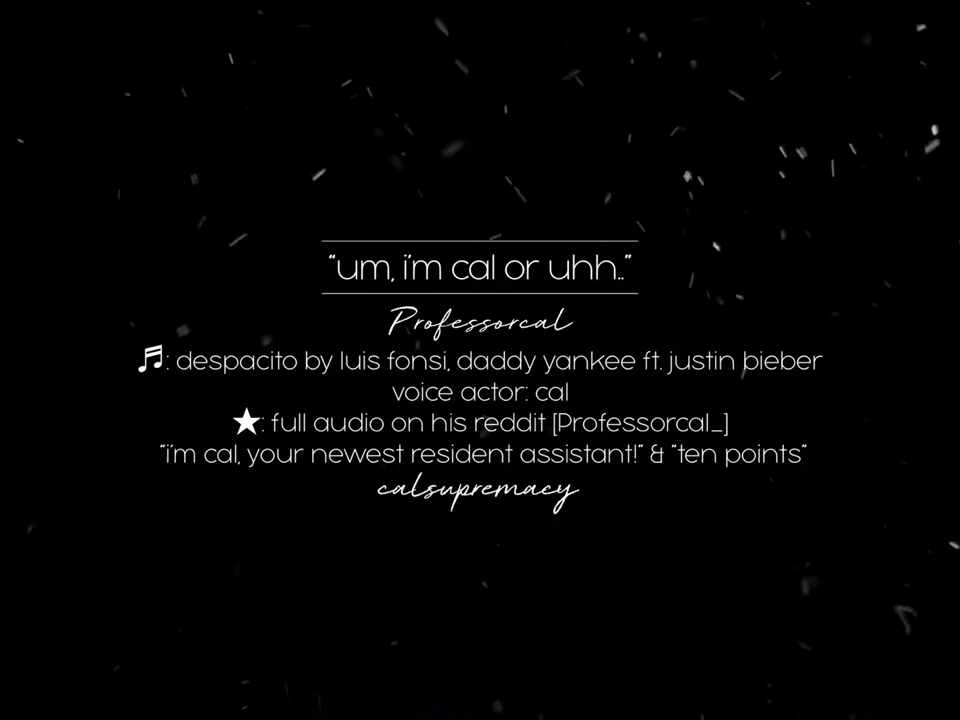 “um, i'm cal or uhh..”
Professorcal
🎵: despacito by luis fonsi, daddy yankee ft. justin bieber
voice actor: cal
★: full audio on his reddit [Professorcal_]
“i'm cal, your newest resident assistant!” & “ten points“
calsupremacy